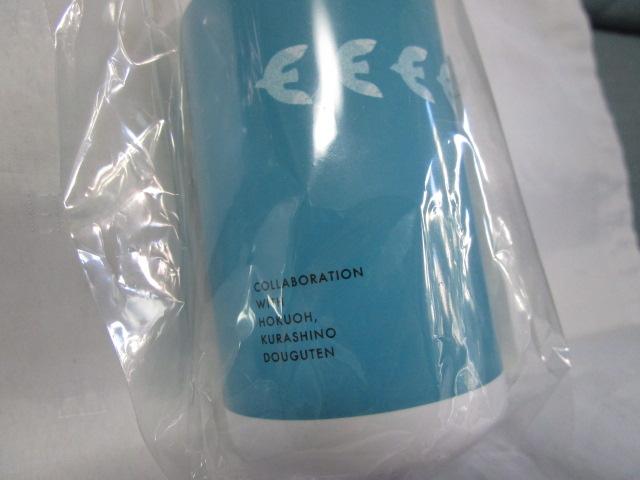 COLLABORATION
WITH
HOKUOH,
KURASHINO
DOUGUTEN